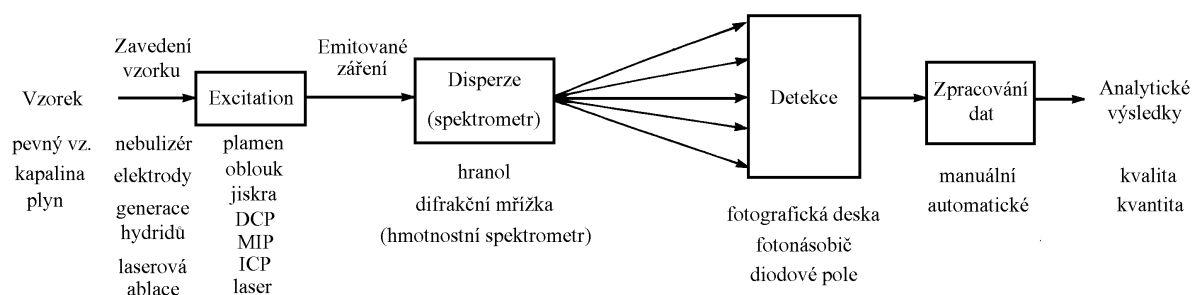 Vzorek
pevný vz.
kapalina
plyn
Zavedení
vzorku
nebulizér
elektrody
generace
hydridů
laserová
ablace
Excitation
plamen
oblouk
jiskra
DCP
MIP
ICP
laser
Emitované
záření
Disperze
(spektrometr)
hranol
difrakční mřížka
(hmotnostní spektrometr)
Detekce
fotografická deska
fotonásobič
diodové pole
Zpracování
dat
manuální
automatické
Analytické
výsledky
kvalita
kvantita